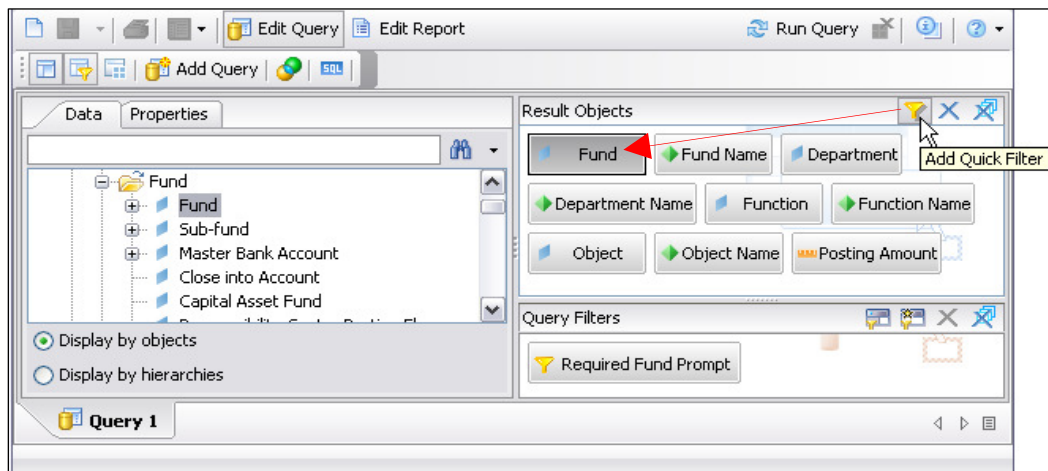 Edit Query Edit Report Run Query
Add Query SQL
Data Properties
Fund
Fund
Sub-fund
Master Bank Account
Close into Account
Capital Asset Fund
Display by objects
Display by hierarchies
Result Objects
Add Quick Filter
Fund Fund Name Department
Department Name Function Function Name
Object Object Name Posting Amount
Query Filters
Required Fund Prompt
Query 1